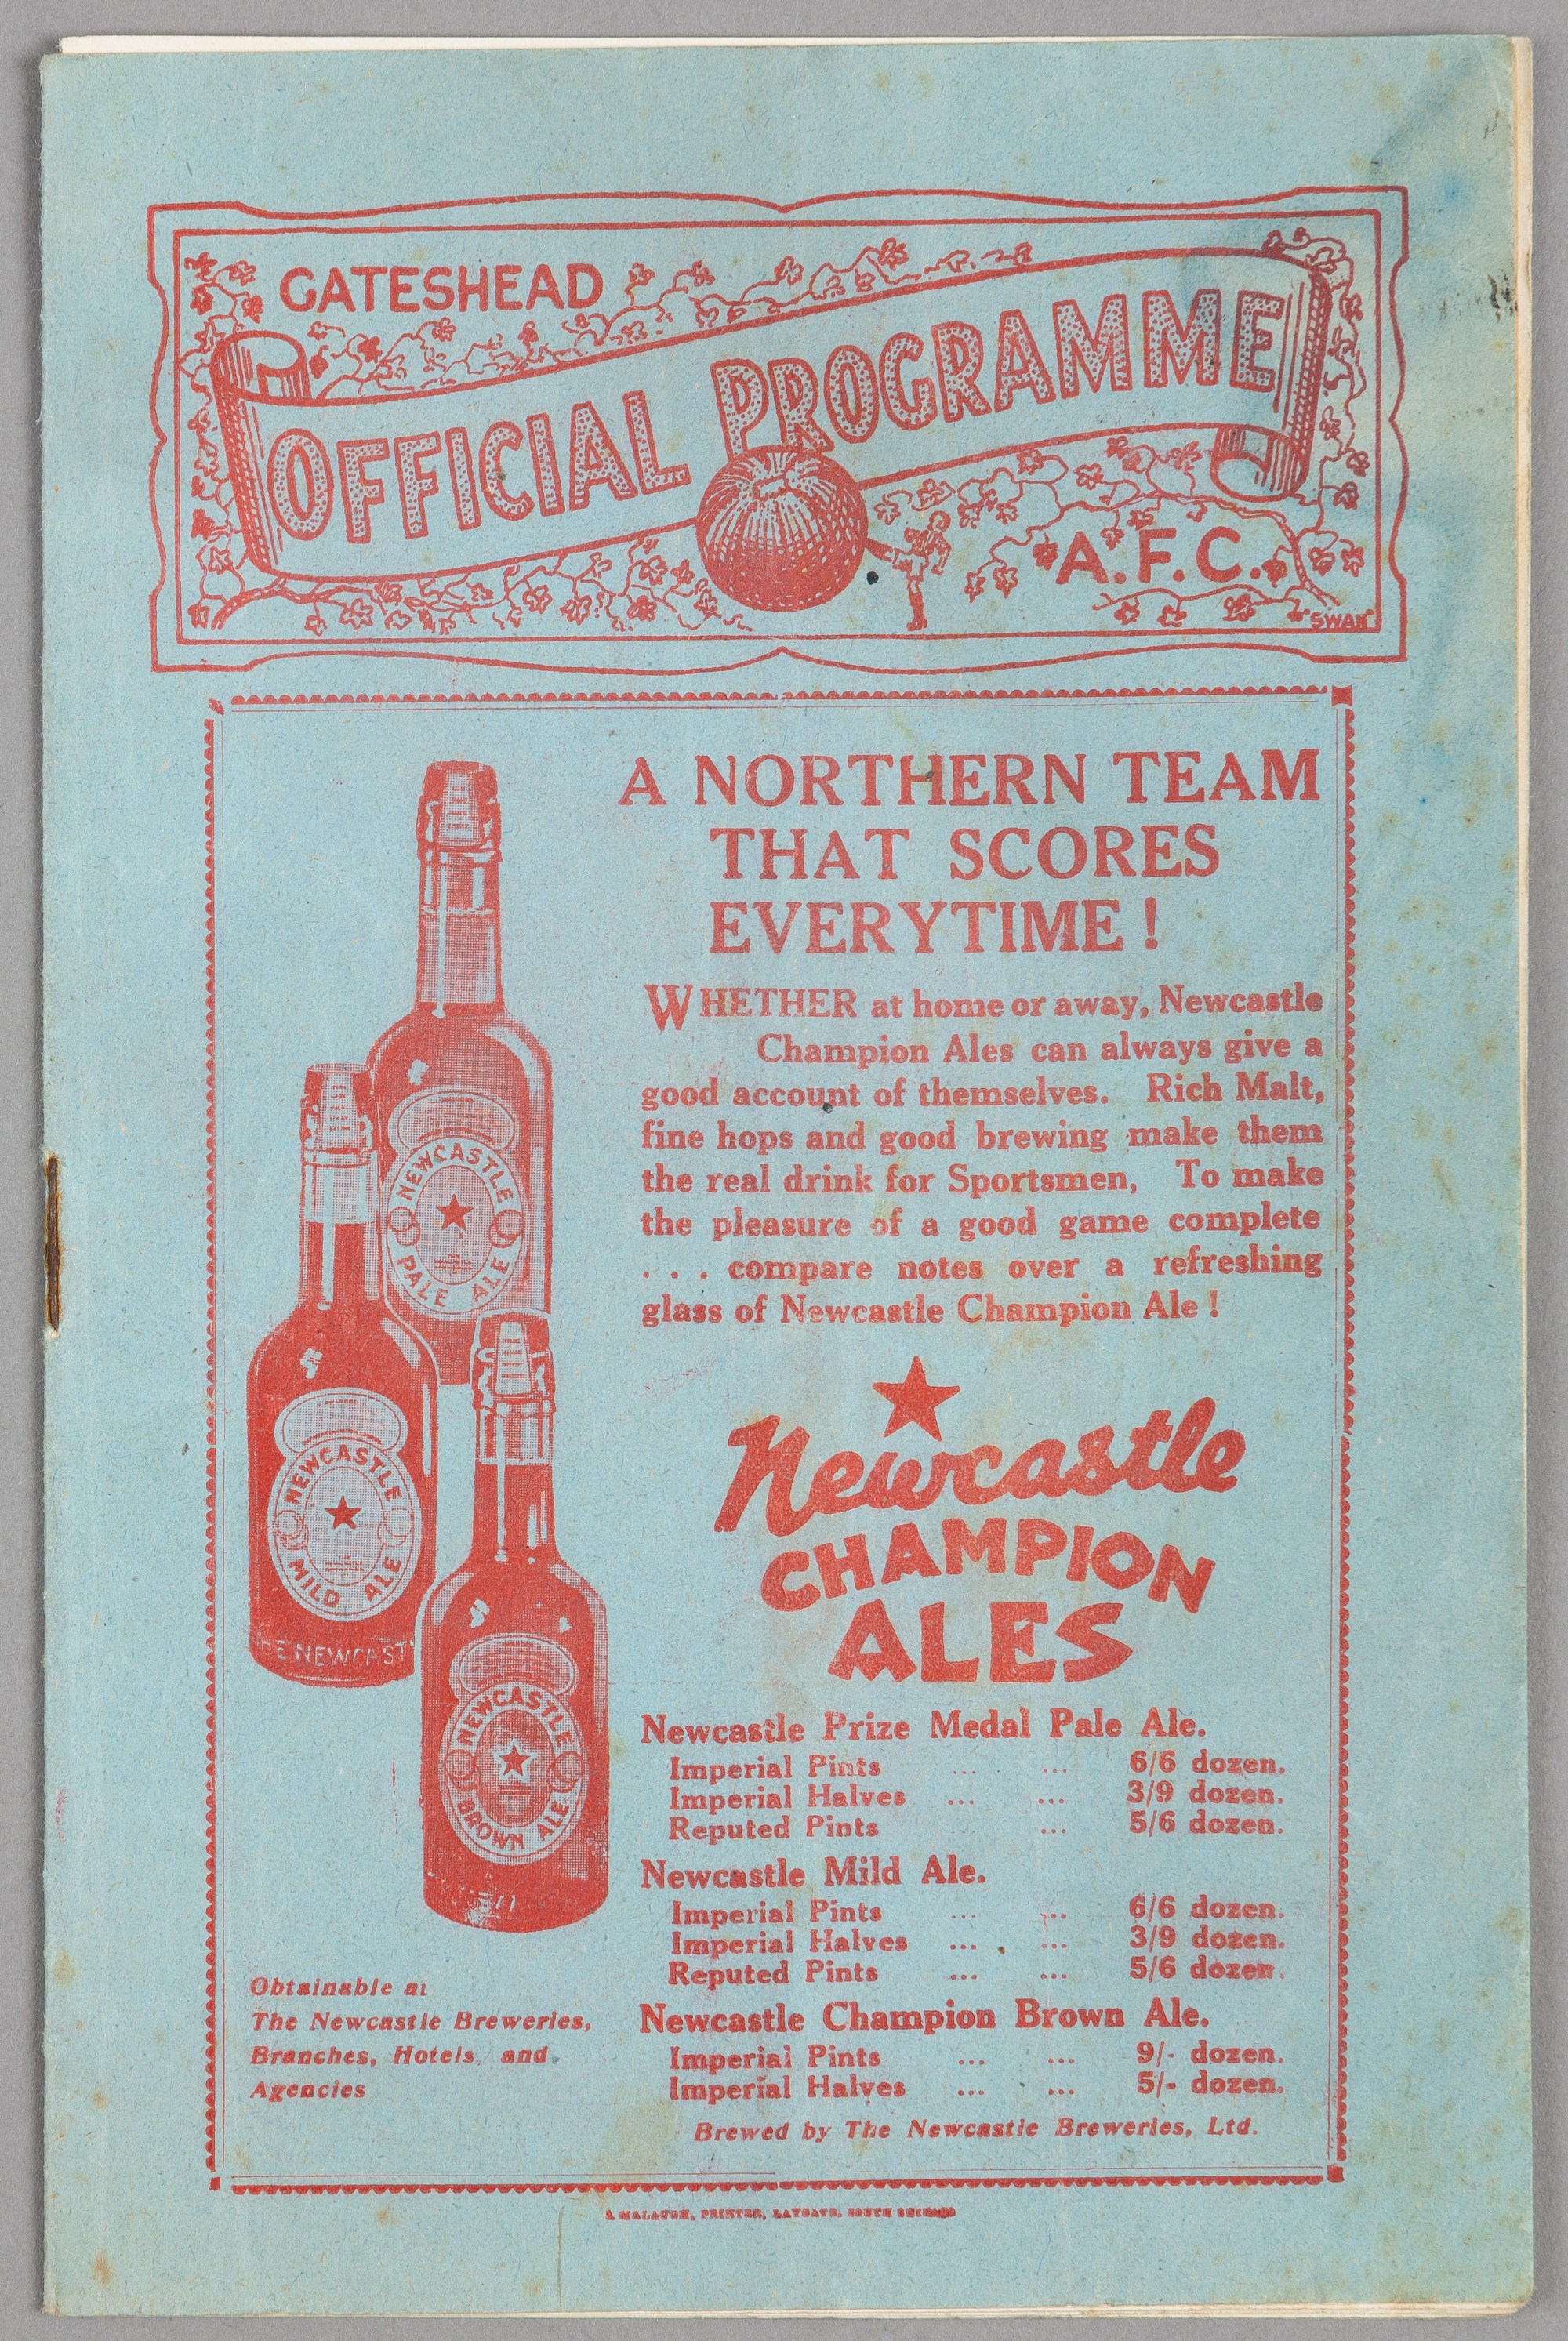 GATESHEAD
OFFICIAL PROGRAMME
A.F.C.
"SWAN"
A NORTHERN TEAM
THAT SCORES
EVERYTIME!
WHETHER at home or away, Newcastle
Champion Ales can always give a
good account of themselves. Rich Malt,
fine hops and good brewing make them
the real drink for Sportsmen, To make
the pleasure of a good game complete
. . . compare notes over a refreshing
glass of Newcastle Champion Ale!
NEWCASTLE
PALE ALE
NEWCASTLE
MILD ALE
HE NEWCAST
NEWCASTLE
BROWN ALE
Newcastle
CHAMPION
ALES
Newcastle Prize Medal Pale Ale.
Imperial Pints ... ... 6/6 dozen.
Imperial Halves ... ... 3/9 dozen.
Reputed Pints ... 5/6 dozen.
Newcastle Mild Ale.
Imperial Pints ... ... 6/6 dozen.
Imperial Halves ... ... 3/9 dozen.
Reputed Pints ... ... 5/6 dozen.
Newcastle Champion Brown Ale.
Imperial Pints ... ... 9/- dozen.
Imperial Halves ... ... 5/- dozen.
Brewed by The Newcastle Breweries, Ltd.
Obtainable at
The Newcastle Breweries,
Branches, Hotels and
Agencies
PRINTER, LAYGATE, SOUTH SHIELDS